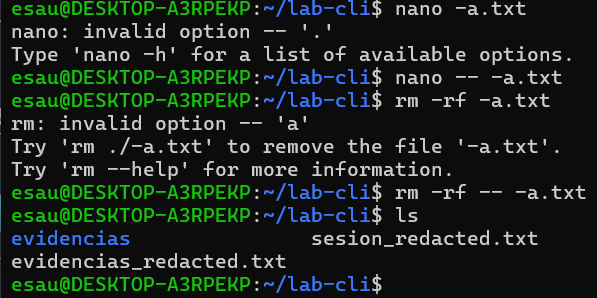 esau@DESKTOP-A3RPEKP:~/lab-cli$ nano -a.txt
nano: invalid option -- '.'
Type 'nano -h' for a list of available options.
esau@DESKTOP-A3RPEKP:~/lab-cli$ nano -- -a.txt
esau@DESKTOP-A3RPEKP:~/lab-cli$ rm -rf -a.txt
rm: invalid option -- 'a'
Try 'rm ./-a.txt' to remove the file '-a.txt'.
Try 'rm --help' for more information.
esau@DESKTOP-A3RPEKP:~/lab-cli$ rm -rf -- -a.txt
esau@DESKTOP-A3RPEKP:~/lab-cli$ ls
evidencias sesion_redacted.txt
evidencias_redacted.txt
esau@DESKTOP-A3RPEKP:~/lab-cli$